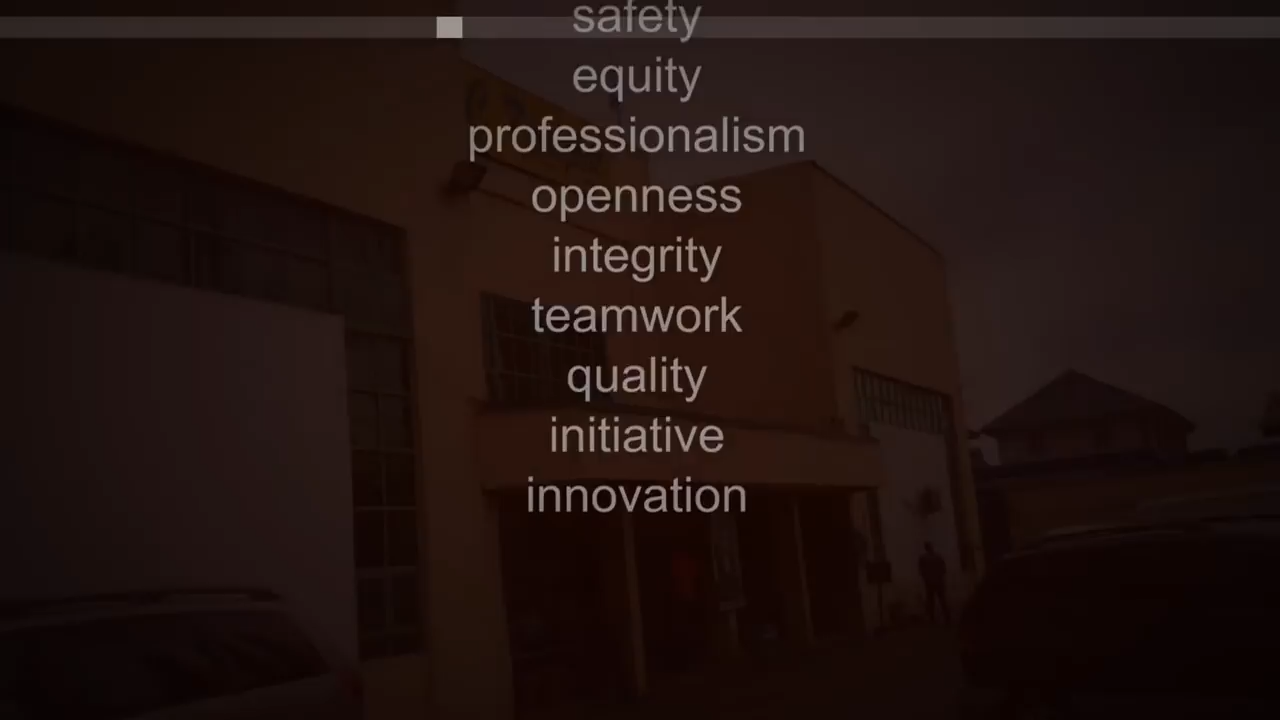 safety
equity
professionalism
openness
integrity
teamwork
quality
initiative
innovation